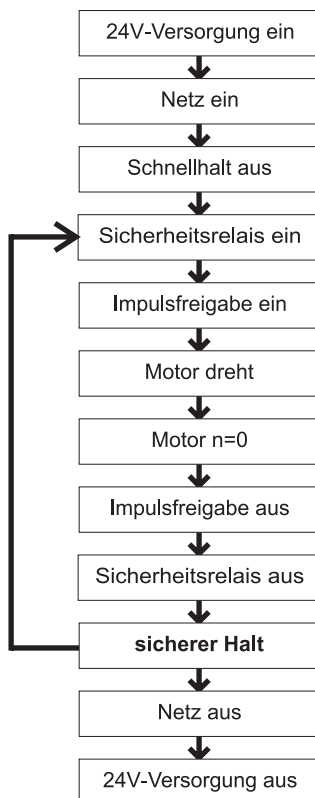 24V-Versorgung ein
Netz ein
Schnellhalt aus
Sicherheitsrelais ein
Impulsfreigabe ein
Motor dreht
Motor n=0
Impulsfreigabe aus
Sicherheitsrelais aus
sicherer Halt
Netz aus
24V-Versorgung aus